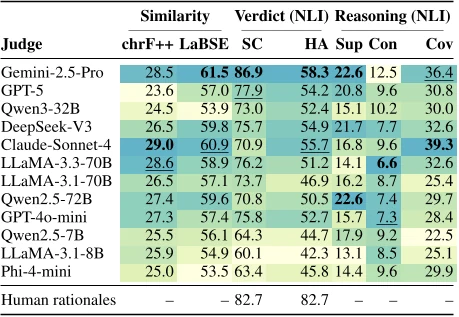 Similarity Verdict (NLI) Reasoning (NLI)
Judge chrF++ LaBSE SC HA Sup Con Cov
Gemini-2.5-Pro 28.5 61.5 86.9 58.3 22.6 12.5 36.4
GPT-5 23.6 57.0 77.9 54.2 20.8 9.6 30.8
Qwen3-32B 24.5 53.9 73.0 52.4 15.1 10.2 30.0
DeepSeek-V3 26.5 59.8 75.7 54.9 21.7 7.7 32.6
Claude-Sonnet-4 29.0 60.9 70.9 55.7 16.8 9.6 39.3
LLaMA-3.3-70B 28.6 58.9 76.2 51.2 14.1 6.6 32.6
LLaMA-3.1-70B 26.5 57.1 73.7 46.9 16.2 8.7 25.4
Qwen2.5-72B 27.4 59.6 70.8 50.5 22.6 7.4 29.7
GPT-4o-mini 27.3 57.4 75.8 52.7 15.7 7.3 28.4
Qwen2.5-7B 25.5 56.1 64.3 44.7 17.9 9.2 22.5
LLaMA-3.1-8B 25.9 54.9 60.1 42.3 13.1 8.5 25.1
Phi-4-mini 25.0 53.5 63.4 45.8 14.4 9.6 29.9
Human rationales – – 82.7 82.7 – – –